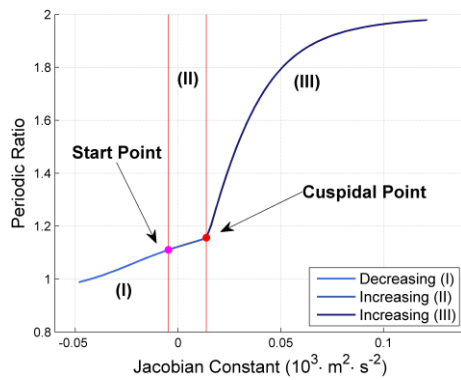 2
1.8
1.6
1.4
1.2
1
0.8
Periodic Ratio
(II)
(III)
Start Point
Cuspidal Point
(I)
Decreasing (I)
Increasing (II)
Increasing (III)
-0.05
0
0.05
0.1
Jacobian Constant (10³· m²· s⁻²)